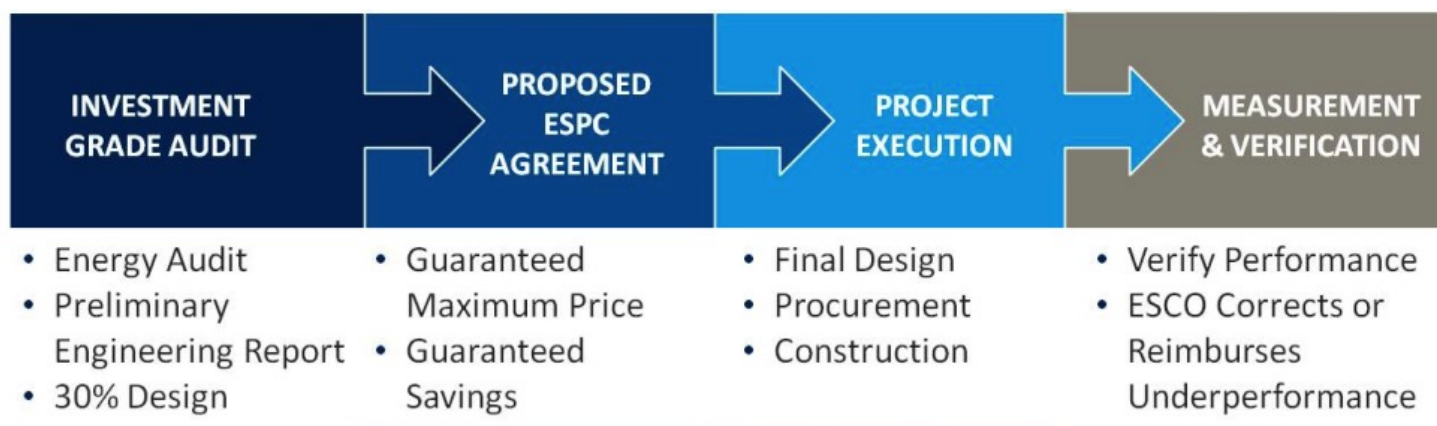 INVESTMENT
GRADE AUDIT
PROPOSED
ESPC
AGREEMENT
PROJECT
EXECUTION
MEASUREMENT
& VERIFICATION
• Energy Audit
• Preliminary
Engineering Report
• 30% Design
• Guaranteed
Maximum Price
• Guaranteed
Savings
• Final Design
• Procurement
• Construction
• Verify Performance
• ESCO Corrects or
Reimburses
Underperformance